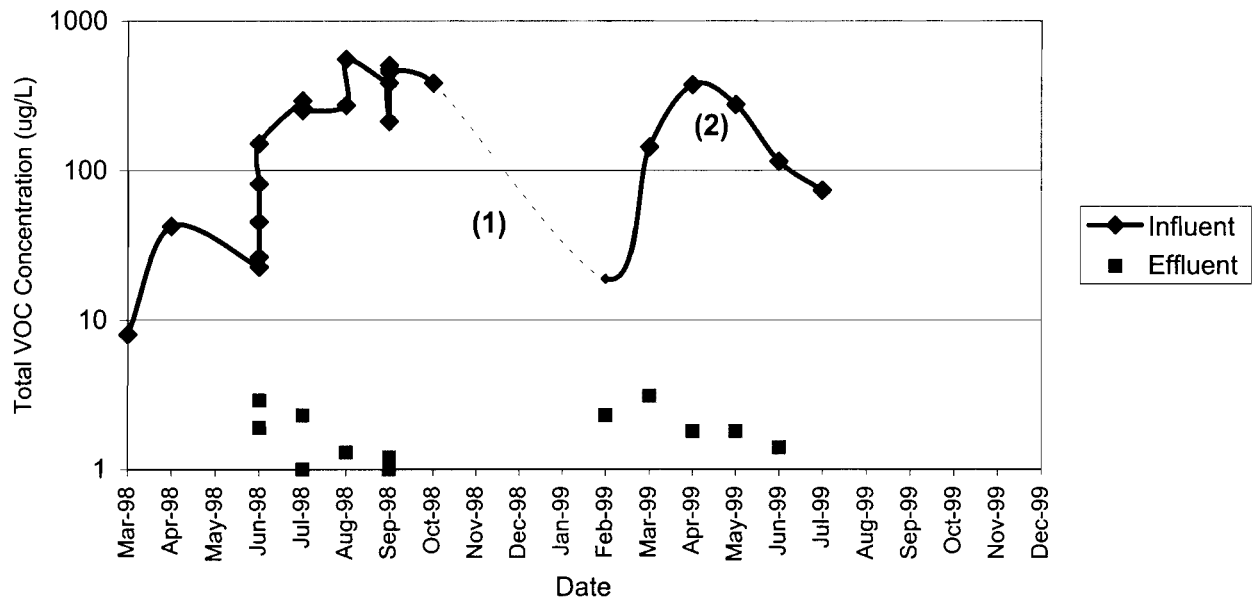 1000
100
10
1
Total VOC Concentration (ug/L)
(1)
(2)
Influent
Effluent
Mar-98
Apr-98
May-98
Jun-98
Jul-98
Aug-98
Sep-98
Oct-98
Nov-98
Dec-98
Jan-99
Feb-99
Mar-99
Apr-99
May-99
Jun-99
Jul-99
Aug-99
Sep-99
Oct-99
Nov-99
Dec-99
Date